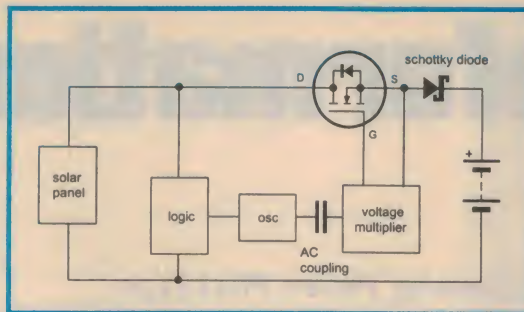 schottky diode
D
S
G
+
solar
panel
logic
osc
AC
coupling
voltage
multiplier